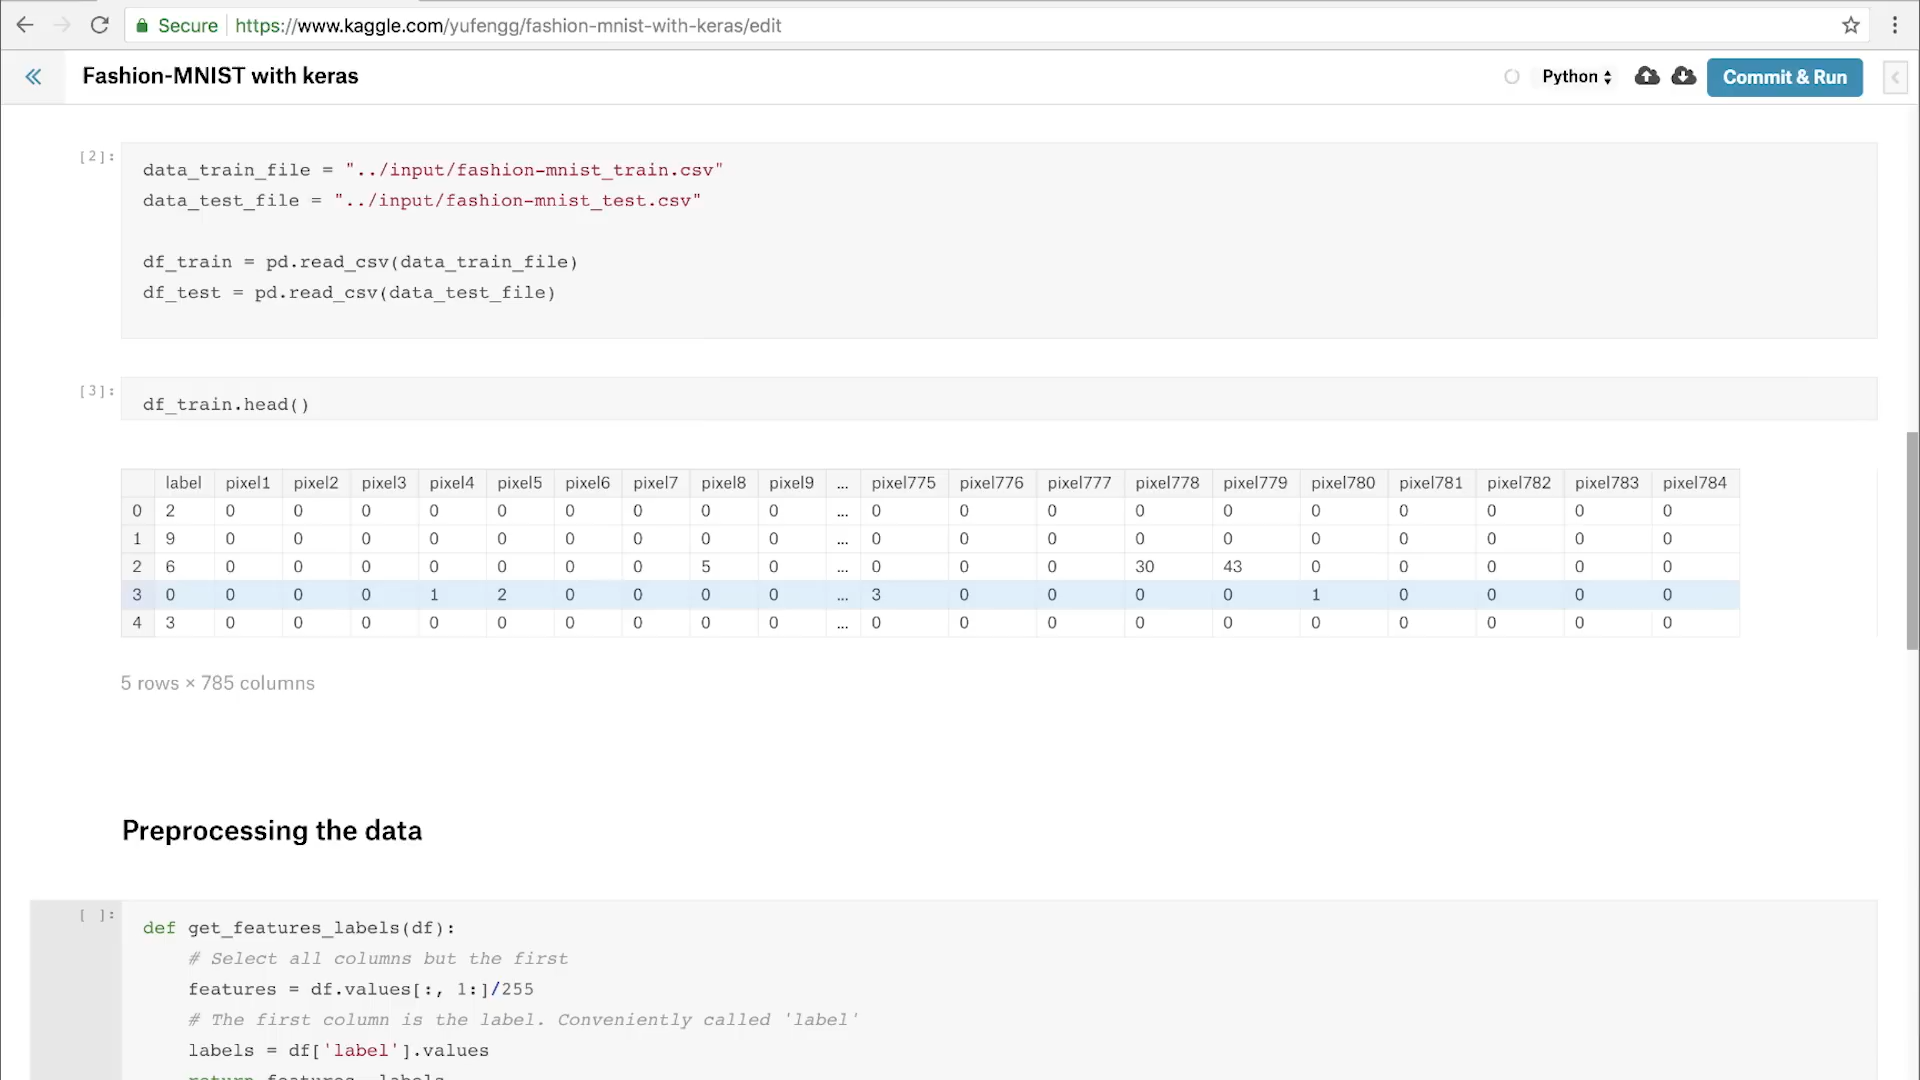 Secure https://www.kaggle.com/yufengg/fashion-mnist-with-keras/edit
Fashion-MNIST with keras
Python
Commit & Run
[2]:
data_train_file = "../input/fashion-mnist_train.csv"
data_test_file = "../input/fashion-mnist_test.csv"
df_train = pd.read_csv(data_train_file)
df_test = pd.read_csv(data_test_file)
[3]:
df_train.head()
label pixel1 pixel2 pixel3 pixel4 pixel5 pixel6 pixel7 pixel8 pixel9 ... pixel775 pixel776 pixel777 pixel778 pixel779 pixel780 pixel781 pixel782 pixel783 pixel784
0 2 0 0 0 0 0 0 0 0 0 ... 0 0 0 0 0 0 0 0 0 0
1 9 0 0 0 0 0 0 0 0 0 ... 0 0 0 0 0 0 0 0 0 0
2 6 0 0 0 0 0 0 0 5 0 ... 0 0 0 30 43 0 0 0 0 0
3 0 0 0 0 1 2 0 0 0 0 ... 3 0 0 0 0 1 0 0 0 0
4 3 0 0 0 0 0 0 0 0 0 ... 0 0 0 0 0 0 0 0 0 0
5 rows × 785 columns
Preprocessing the data
[ ]:
def get_features_labels(df):
# Select all columns but the first
features = df.values[:, 1:]/255
# The first column is the label. Conveniently called 'label'
labels = df['label'].values
return features, labels